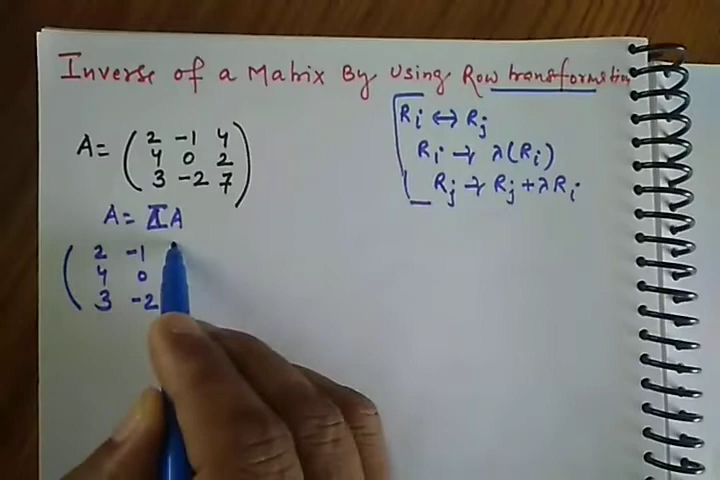 Inverse of a Matrix By Using Row transformation
A = ( 2 -1 4
4 0 2
3 -2 7 )
A = IA
( 2 -1
4 0
3 -2
Ri ↔ Rj
Ri → λ(Ri)
Rj → Rj + λRi